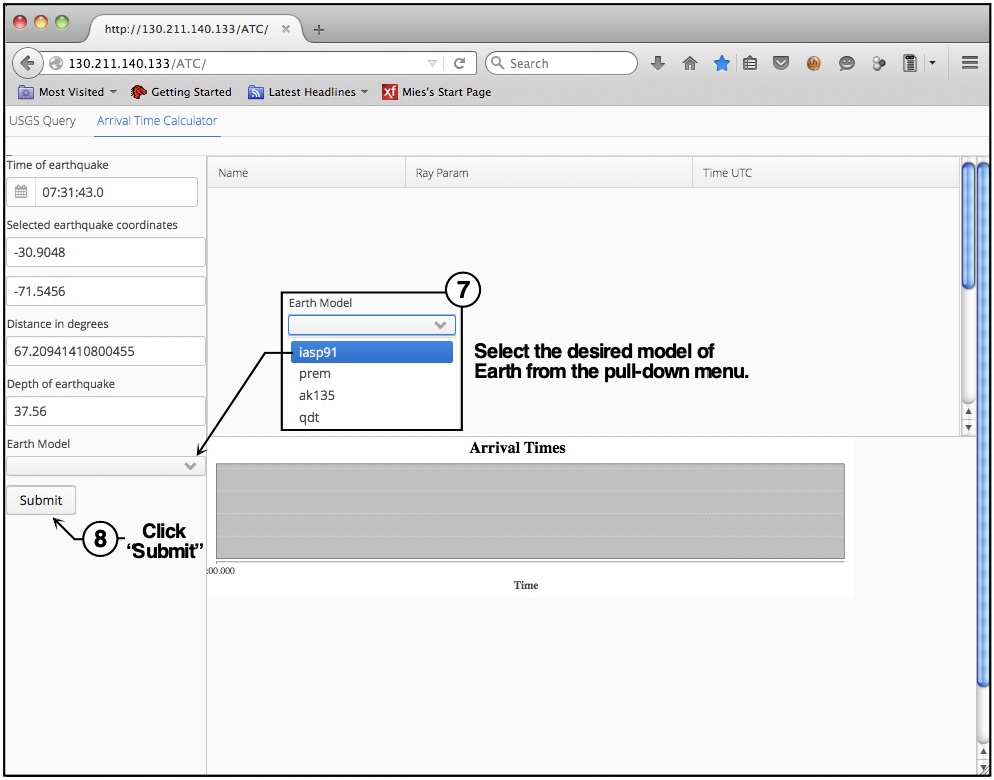 http://130.211.140.133/ATC/
130.211.140.133/ATC/
Search
Most Visited
Getting Started
Latest Headlines
xf Mies's Start Page
USGS Query
Arrival Time Calculator
Time of earthquake
07:31:43.0
Selected earthquake coordinates
-30.9048
-71.5456
Distance in degrees
67.20941410800455
Depth of earthquake
37.56
Earth Model
Submit
8
Click
‘Submit”
Name
Ray Param
Time UTC
7
Earth Model
iasp91
prem
ak135
qdt
Select the desired model of
Earth from the pull-down menu.
Arrival Times
:00.000
Time